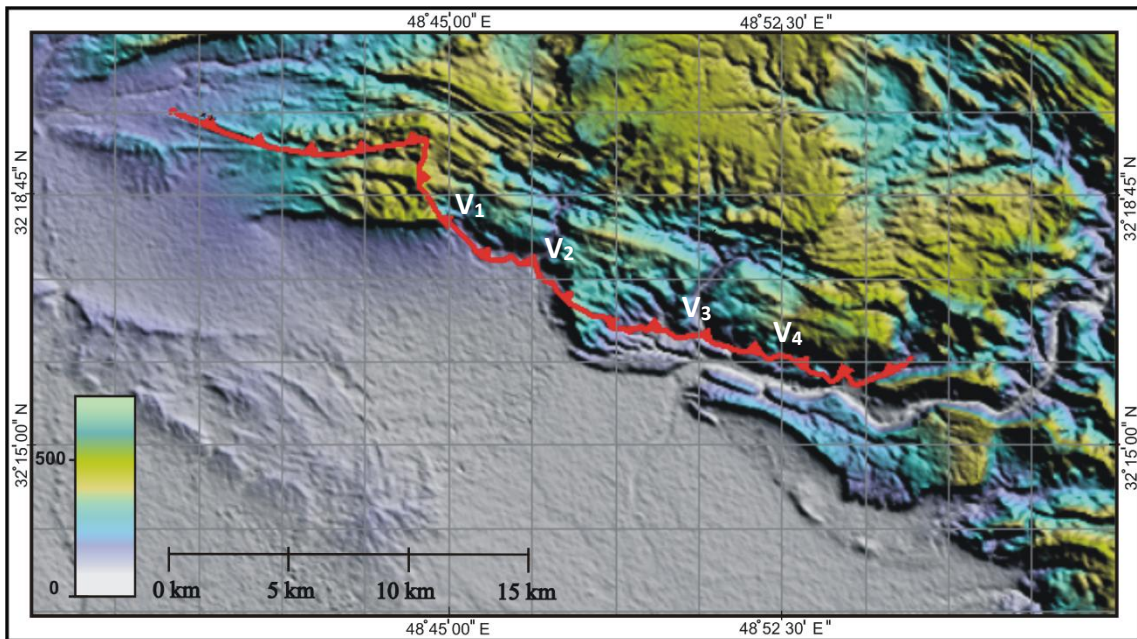 48°45'00" E
48°52'30" E
32°18'45" N
32°18'45" N
V₁
V₂
V₃
V₄
32°15'00" N
32°15'00" N
500
0
0 km
5 km
10 km
15 km
48°45'00" E
48°52'30" E"